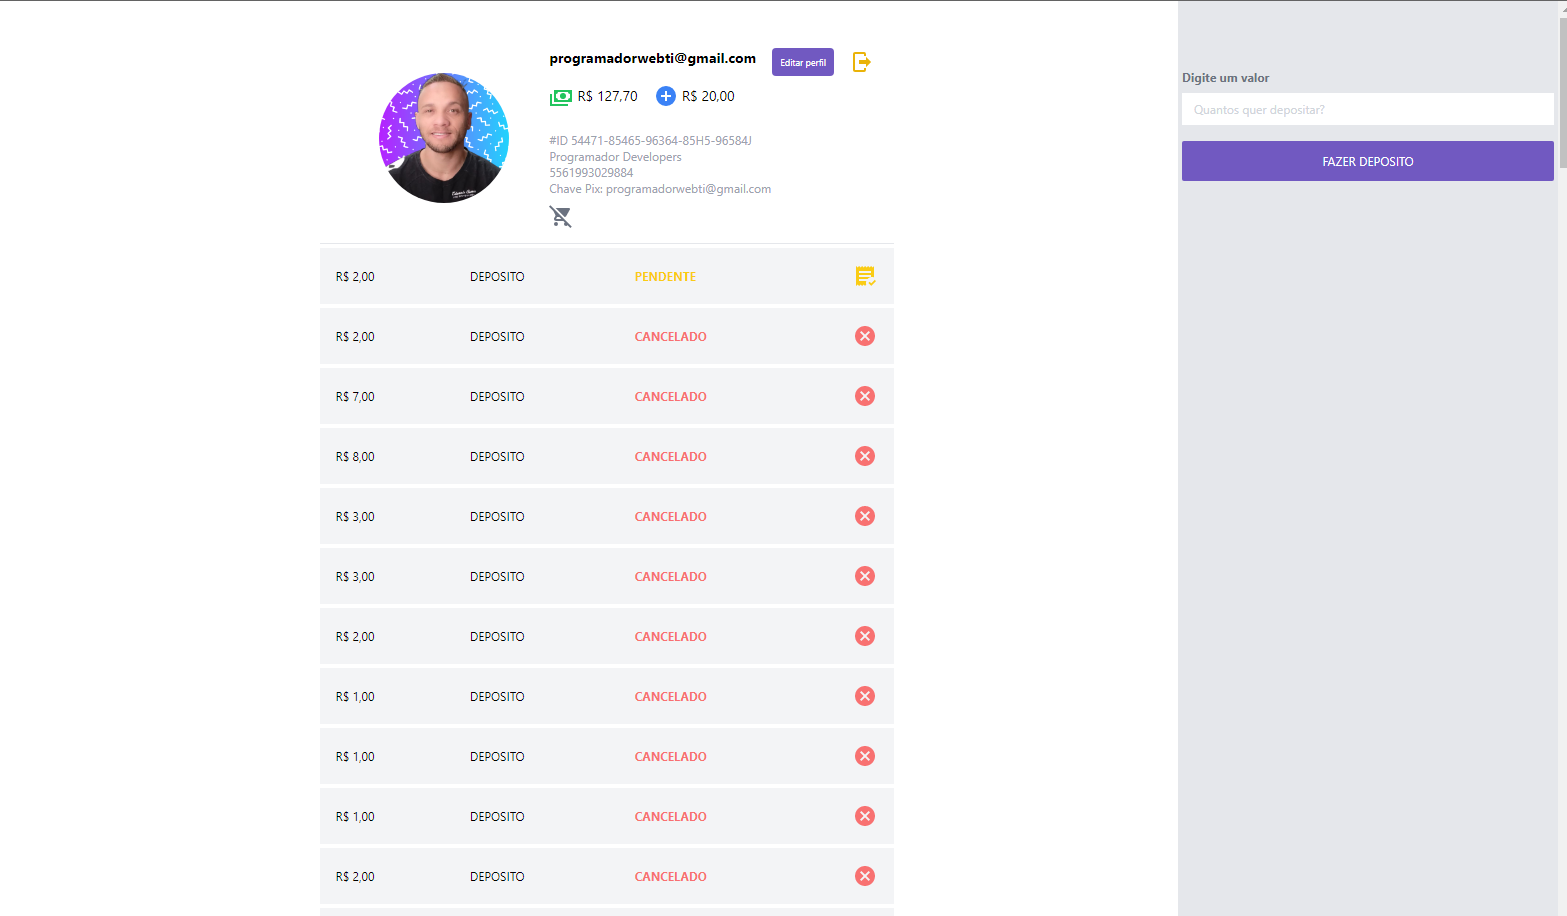 programadorwebti@gmail.com
Editar perfil
R$ 127,70
R$ 20,00
#ID 54471-85465-96364-85H5-96584J
Programador Developers
5561993029884
Chave Pix: programadorwebti@gmail.com
R$ 2,00 DEPOSITO PENDENTE
R$ 2,00 DEPOSITO CANCELADO
R$ 7,00 DEPOSITO CANCELADO
R$ 8,00 DEPOSITO CANCELADO
R$ 3,00 DEPOSITO CANCELADO
R$ 3,00 DEPOSITO CANCELADO
R$ 2,00 DEPOSITO CANCELADO
R$ 1,00 DEPOSITO CANCELADO
R$ 1,00 DEPOSITO CANCELADO
R$ 1,00 DEPOSITO CANCELADO
R$ 2,00 DEPOSITO CANCELADO
Digite um valor
Quantos quer depositar?
FAZER DEPOSITO